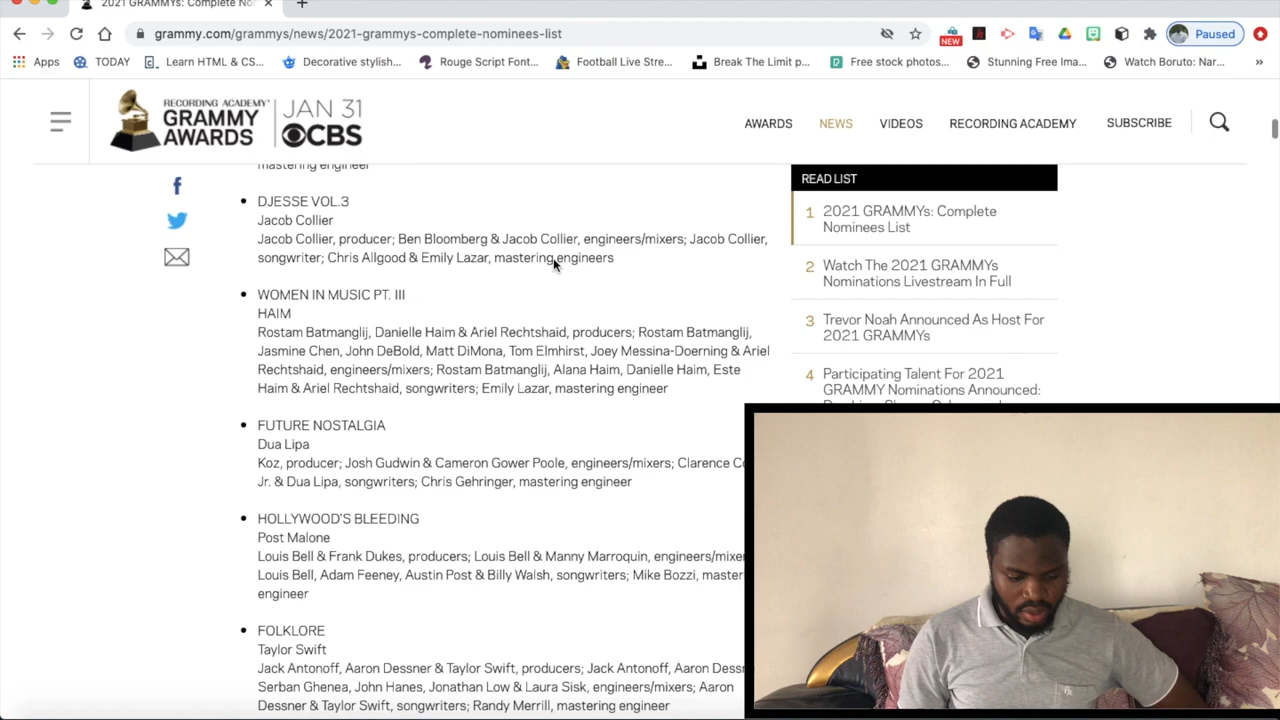 2021 GRAMMYs: Complete Nor
grammy.com/grammys/news/2021-grammys-complete-nominees-list
NEW
Paused
Apps
TODAY
Learn HTML & CS...
Decorative stylish...
Rouge Script Font...
Football Live Stre...
Break The Limit p...
Free stock photos...
Stunning Free Ima...
Watch Boruto: Nar...
RECORDING ACADEMY
GRAMMY
AWARDS
JAN 31
CBS
AWARDS
NEWS
VIDEOS
RECORDING ACADEMY
SUBSCRIBE
mastering engineer
DJESSE VOL.3
Jacob Collier
Jacob Collier, producer; Ben Bloomberg & Jacob Collier, engineers/mixers; Jacob Collier,
songwriter; Chris Allgood & Emily Lazar, mastering engineers
WOMEN IN MUSIC PT. III
HAIM
Rostam Batmanglij, Danielle Haim & Ariel Rechtshaid, producers; Rostam Batmanglij,
Jasmine Chen, John DeBold, Matt DiMona, Tom Elmhirst, Joey Messina-Doerning & Ariel
Rechtshaid, engineers/mixers; Rostam Batmanglij, Alana Haim, Danielle Haim, Este
Haim & Ariel Rechtshaid, songwriters; Emily Lazar, mastering engineer
FUTURE NOSTALGIA
Dua Lipa
Koz, producer; Josh Gudwin & Cameron Gower Poole, engineers/mixers; Clarence Co
Jr. & Dua Lipa, songwriters; Chris Gehringer, mastering engineer
HOLLYWOOD'S BLEEDING
Post Malone
Louis Bell & Frank Dukes, producers; Louis Bell & Manny Marroquin, engineers/mixer
Louis Bell, Adam Feeney, Austin Post & Billy Walsh, songwriters; Mike Bozzi, master
engineer
FOLKLORE
Taylor Swift
Jack Antonoff, Aaron Dessner & Taylor Swift, producers; Jack Antonoff, Aaron Dessn
Serban Ghenea, John Hanes, Jonathan Low & Laura Sisk, engineers/mixers; Aaron
Dessner & Taylor Swift, songwriters; Randy Merrill, mastering engineer
READ LIST
1 2021 GRAMMYs: Complete
Nominees List
2 Watch The 2021 GRAMMYs
Nominations Livestream In Full
3 Trevor Noah Announced As Host For
2021 GRAMMYs
4 Participating Talent For 2021
GRAMMY Nominations Announced: